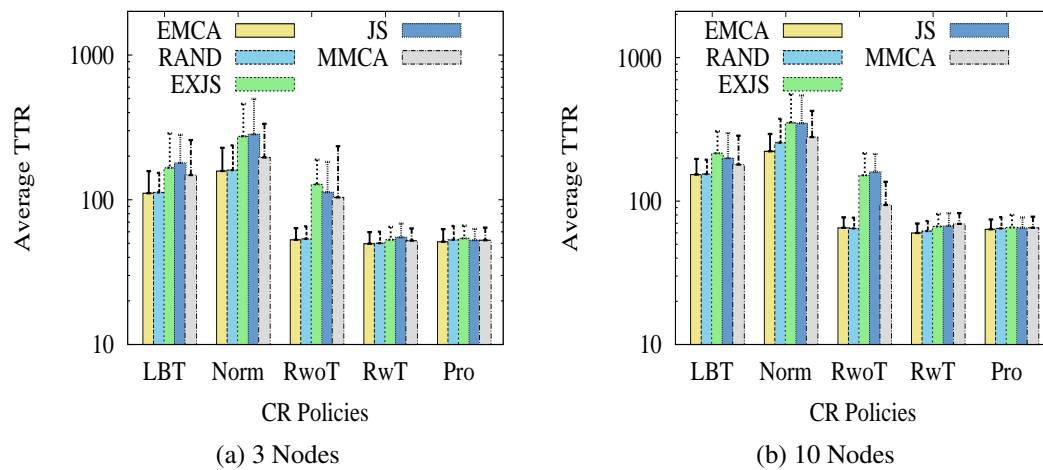 1000
100
10
Average TTR
EMCA
RAND
EXJS
JS
MMCA
LBT Norm RwoT RwT Pro
CR Policies
(a) 3 Nodes
1000
100
10
Average TTR
EMCA
RAND
EXJS
JS
MMCA
LBT Norm RwoT RwT Pro
CR Policies
(b) 10 Nodes